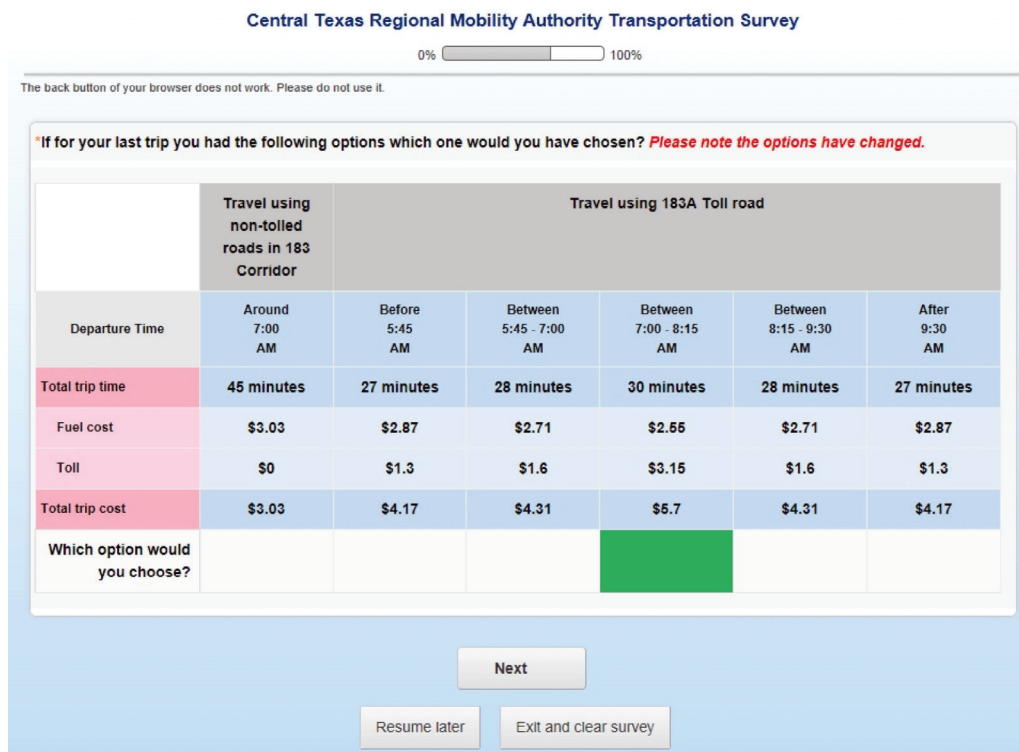 Central Texas Regional Mobility Authority Transportation Survey
0% 100%
The back button of your browser does not work. Please do not use it.
*If for your last trip you had the following options which one would you have chosen? Please note the options have changed.
Travel using
non-tolled
roads in 183
Corridor
Travel using 183A Toll road
Departure Time
Around
7:00
AM
Before
5:45
AM
Between
5:45 - 7:00
AM
Between
7:00 - 8:15
AM
Between
8:15 - 9:30
AM
After
9:30
AM
Total trip time 45 minutes 27 minutes 28 minutes 30 minutes 28 minutes 27 minutes
Fuel cost $3.03 $2.87 $2.71 $2.55 $2.71 $2.87
Toll $0 $1.3 $1.6 $3.15 $1.6 $1.3
Total trip cost $3.03 $4.17 $4.31 $5.7 $4.31 $4.17
Which option would
you choose?
Next
Resume later Exit and clear survey